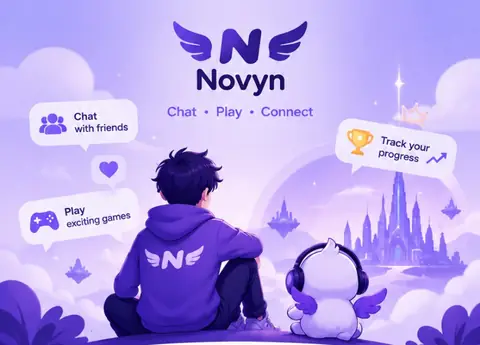 N
Novyn
Chat • Play • Connect
Chat
with friends
Play
exciting games
Track your
progress
N